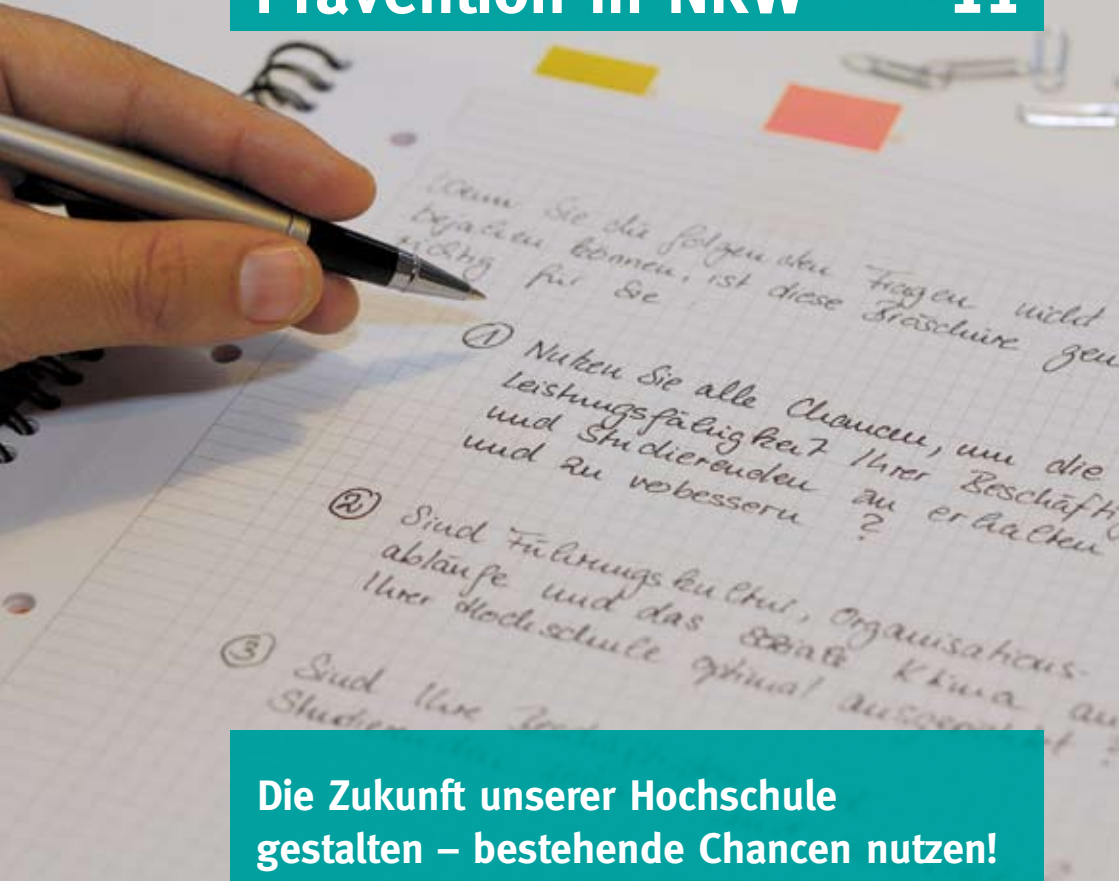 Prävention in NRW 11
Wenn Sie die folgenden Fragen nicht
bejahen können, ist diese Broschüre gen
richtig für Sie
① Nutzen Sie alle Chancen, um die
Leistungsfähigkeit Ihrer Beschäftig
und Studierenden zu erhalten
und zu verbessern ?
② Sind Führungskultur, Organisations-
abläufe und das soziale Klima an
Ihrer Hochschule optimal ausgeprägt ?
③ Sind Ihre
Studierenden
Die Zukunft unserer Hochschule
gestalten – bestehende Chancen nutzen!